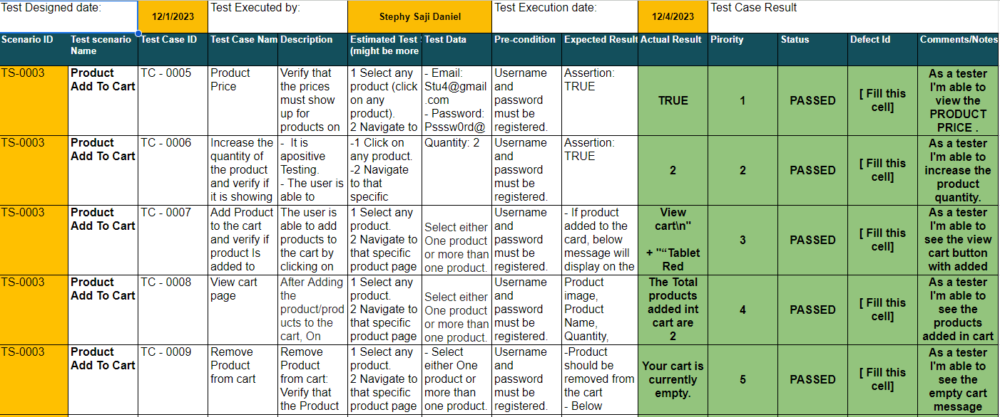 Test Designed date:
12/1/2023
Test Executed by:
Stephy Saji Daniel
Test Execution date:
12/4/2023
Test Case Result
Scenario ID
Test scenario
Name
Test Case ID
Test Case Nam
Description
Estimated Test
(might be more
Test Data
Pre-condition
Expected Result
Actual Result
Pirority
Status
Defect Id
Comments/Notes
TS-0003
Product
Add To Cart
TC - 0005
Product
Price
Verify that
the prices
must show
up for
products on
1 Select any
product (click
on any
product).
2 Navigate to
- Email:
Stu4@gmail
.com
- Password:
Psssw0rd@
Username
and
password
must be
registered.
Assertion:
TRUE
TRUE
1
PASSED
[ Fill this
cell]
As a tester
I'm able to
view the
PRODUCT
PRICE .
TS-0003
Product
Add To Cart
TC - 0006
Increase the
quantity of
the product
and verify if
it is showing
- It is
apositive
Testing.
- The user is
able to
-1 Click on
any product.
-2 Navigate
to that
specific
Quantity: 2
Username
and
password
must be
registered.
Assertion:
TRUE
2
2
PASSED
[ Fill this
cell]
As a tester
I'm able to
increase the
product
quantity.
TS-0003
Product
Add To Cart
TC - 0007
Add Product
to the cart
and verify if
product Is
added to
The user is
able to add
products to
the cart by
clicking on
1 Select any
product.
2 Navigate to
that specific
product page
Select either
One product
or more than
one product.
Username
and
password
must be
registered.
- If product
added to the
card, below
message will
display on the
View
cart\n"
+ "“Tablet
Red
3
PASSED
[ Fill this
cell]
As a tester
I'm able to
see the view
cart button
with added
TS-0003
Product
Add To Cart
TC - 0008
View cart
page
After Adding
the
product/prod
ucts to the
cart, On
1 Select any
product.
2 Navigate to
that specific
product page
Select either
One product
or more than
one product.
Username
and
password
must be
registered.
Product
image,
Product
Name,
Quantity,
The Total
products
added int
cart are
2
4
PASSED
[ Fill this
cell]
As a tester
I'm able to
see the
products
added in cart
TS-0003
Product
Add To Cart
TC - 0009
Remove
Product
from cart
Remove
Product
from cart:
Verify that
the Product
1 Select any
product.
2 Navigate to
that specific
product page
- Select
either One
product or
more than
one product.
Username
and
password
must be
registered.
-Product
should be
removed from
the cart
- Below
Your cart is
currently
empty.
5
PASSED
[ Fill this
cell]
As a tester
I'm able to
see the
empty cart
message